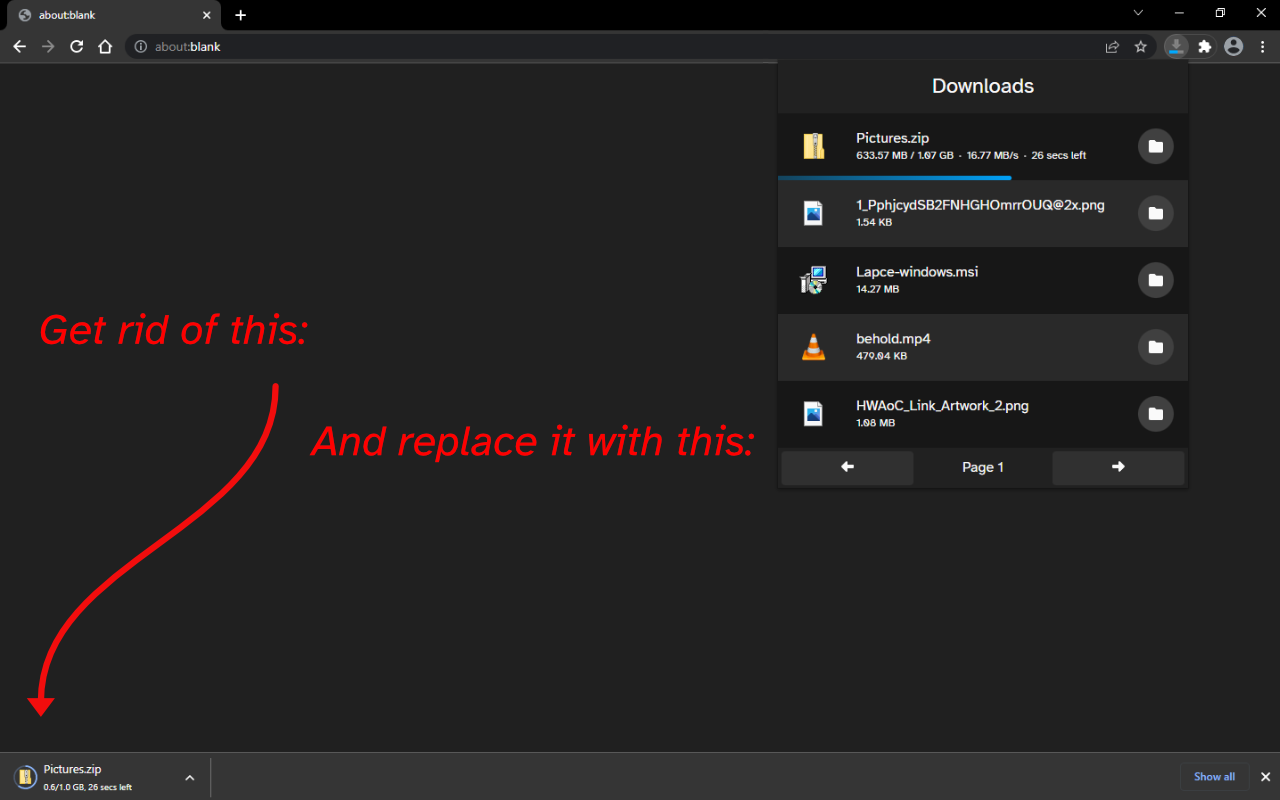 about:blank
about:blank
Downloads
Pictures.zip
633.57 MB / 1.07 GB · 16.77 MB/s · 26 secs left
1_PphjcydSB2FNHGHOmrrOUQ@2x.png
1.54 KB
Lapce-windows.msi
14.27 MB
behold.mp4
479.04 KB
HWAoC_Link_Artwork_2.png
1.08 MB
Page 1
Get rid of this:
And replace it with this:
Pictures.zip
0.6/1.0 GB, 26 secs left
Show all